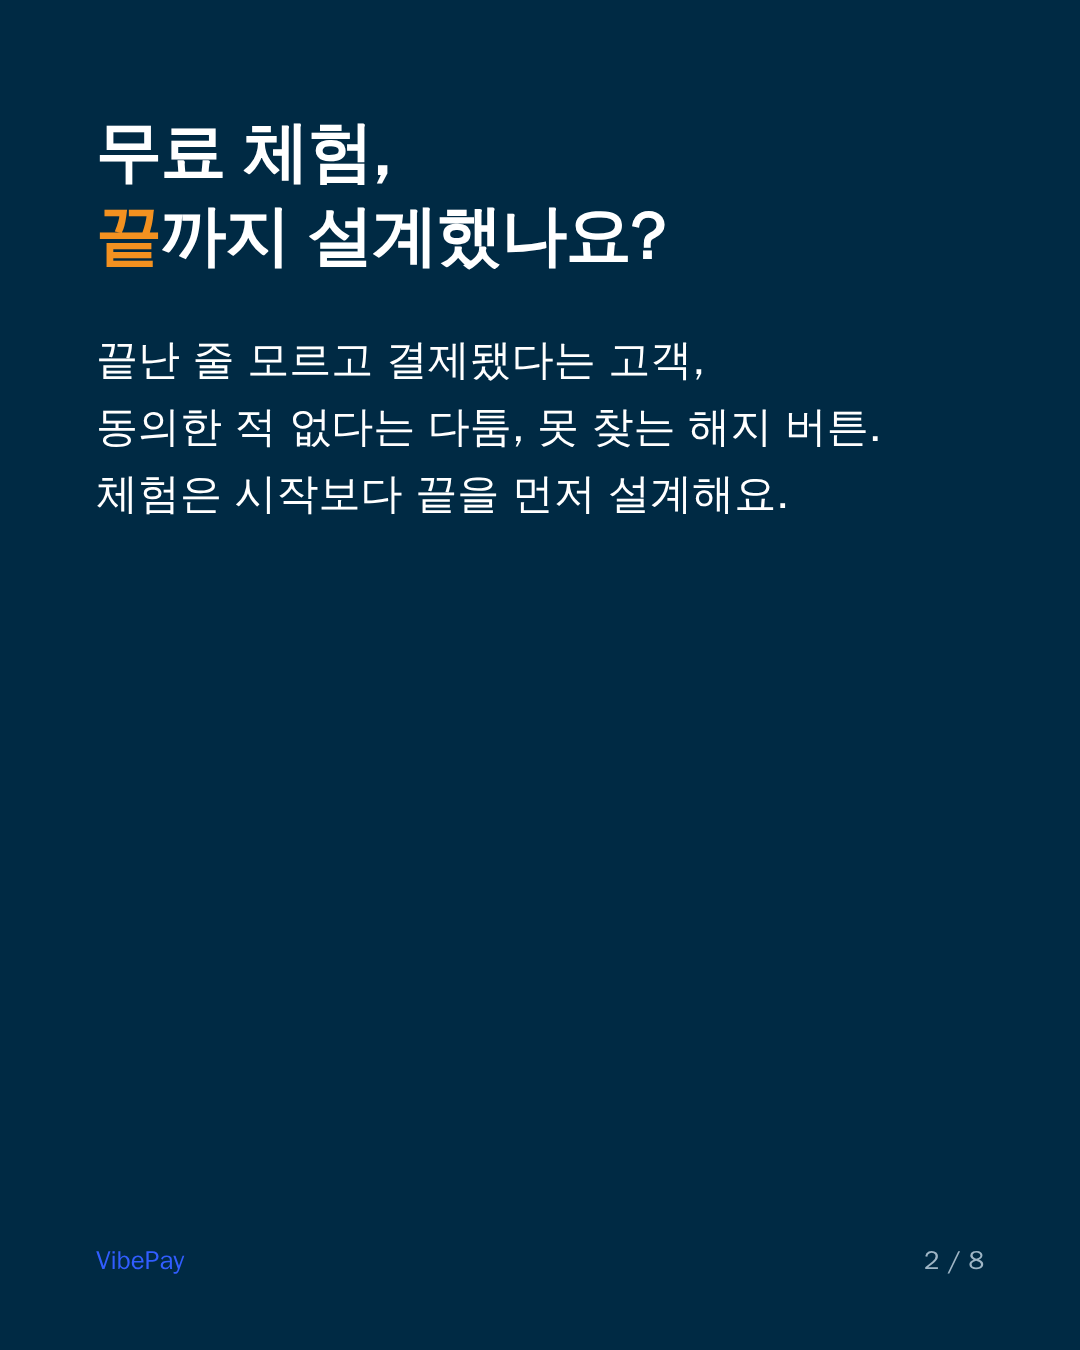 무료 체험,
끝까지 설계했나요?
끝난 줄 모르고 결제됐다는 고객,
동의한 적 없다는 다툼, 못 찾는 해지 버튼.
체험은 시작보다 끝을 먼저 설계해요.
VibePay
2 / 8